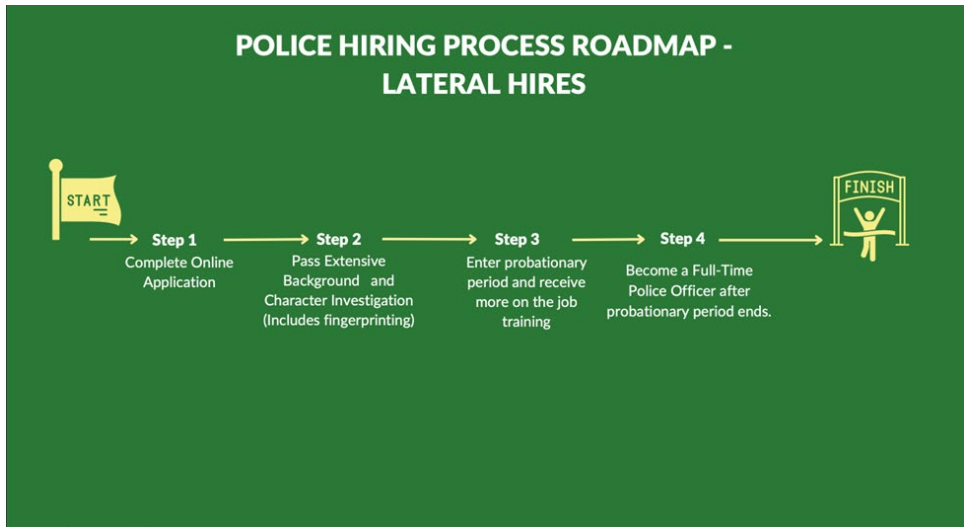 POLICE HIRING PROCESS ROADMAP -
LATERAL HIRES
START
FINISH
Step 1
Complete Online
Application
Step 2
Pass Extensive
Background and
Character Investigation
(Includes fingerprinting)
Step 3
Enter probationary
period and receive
more on the job
training
Step 4
Become a Full-Time
Police Officer after
probationary period ends.